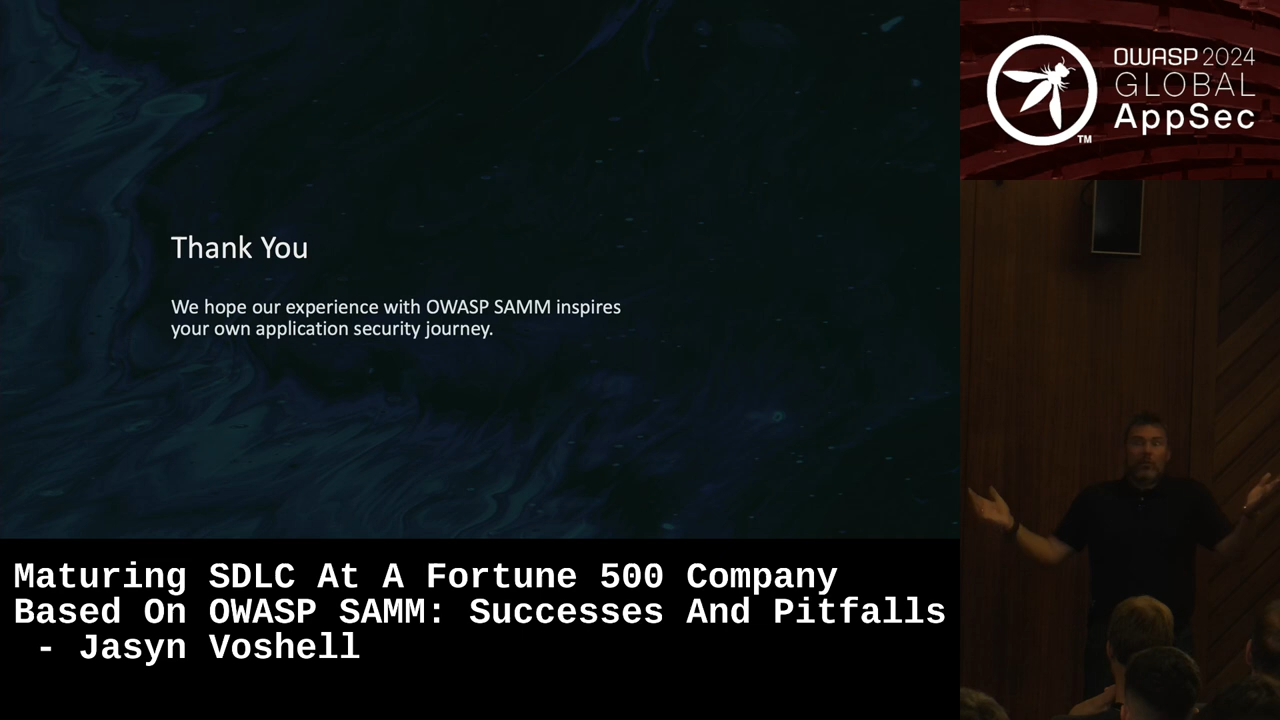 Thank You
We hope our experience with OWASP SAMM inspires
your own application security journey.
OWASP 2024
GLOBAL
AppSec
TM
Maturing SDLC At A Fortune 500 Company
Based On OWASP SAMM: Successes And Pitfalls
- Jasyn Voshell